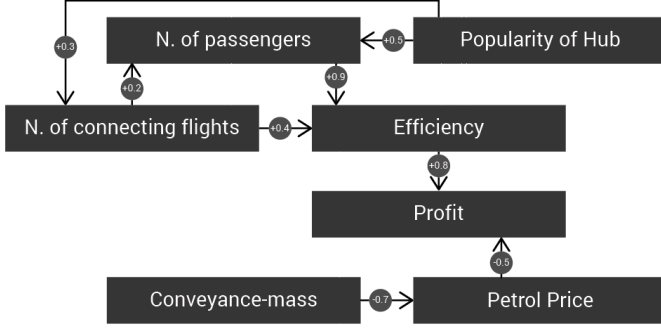 N. of passengers
+0.5
Popularity of Hub
+0.3
+0.2
+0.9
N. of connecting flights
+0.4
Efficiency
+0.8
Profit
-0.5
Conveyance-mass
-0.7
Petrol Price